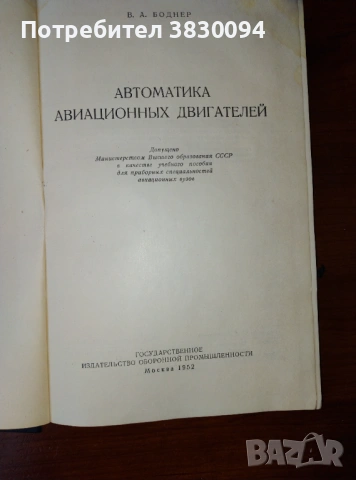 Потребител 3830094
В. А. БОДНЕР
АВТОМАТИКА
АВИАЦИОННЫХ ДВИГАТЕЛЕЙ
Допущено
Министерством Высшего образования СССР
в качестве учебного пособия
для приборных специальностей
авиационных вузов
ГОСУДАРСТВЕННОЕ
ИЗДАТЕЛЬСТВО ОБОРОННОЙ ПРОМЫШЛЕННОСТИ
Москва 1952
BAZAR